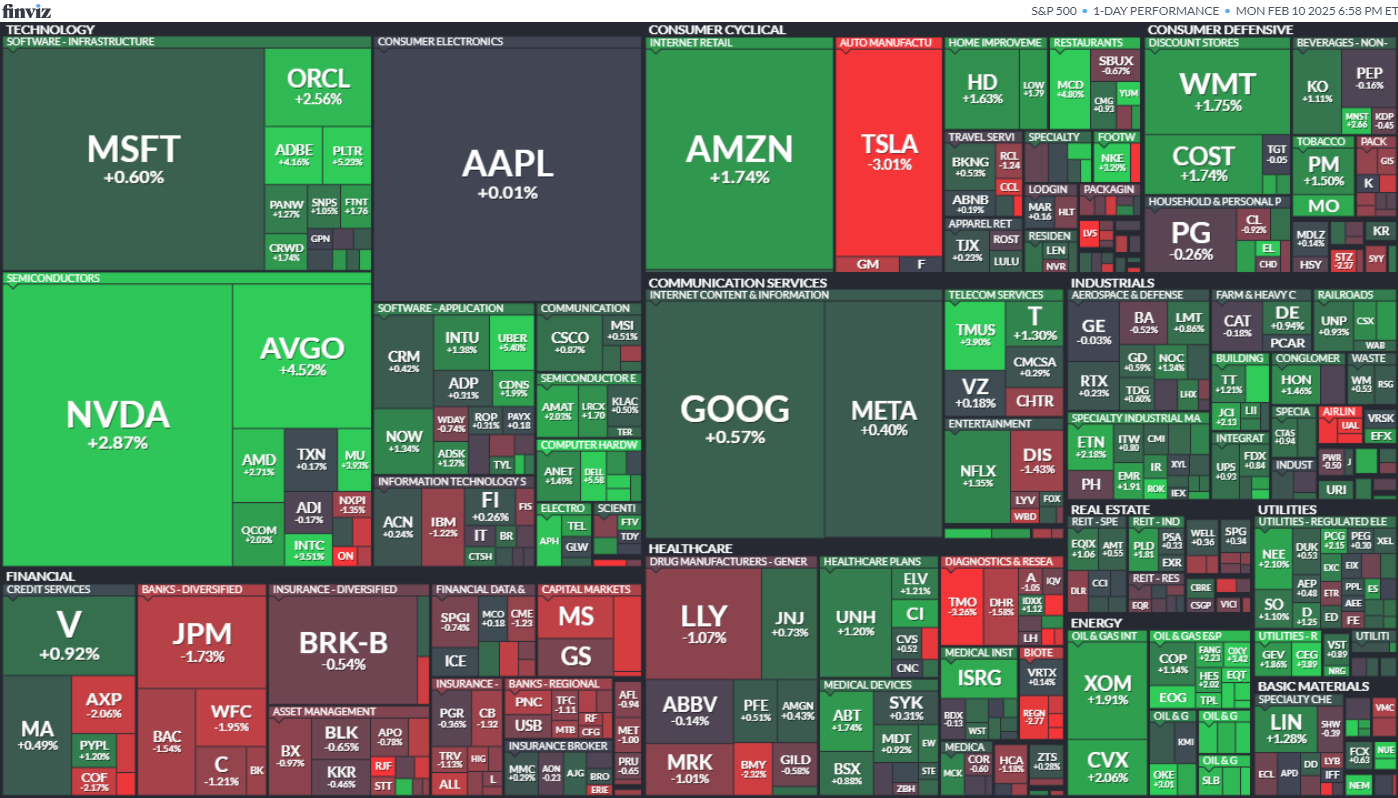 finviz
S&P 500 • 1-DAY PERFORMANCE • MON FEB 10 2025 6:58 PM ET
TECHNOLOGY
SOFTWARE - INFRASTRUCTURE
MSFT
+0.60%
ORCL
+2.56%
ADBE
+4.16%
PLTR
+5.23%
PANW
+1.27%
SNPS
+1.05%
FTNT
+1.76
CRWD
+1.74%
GPN
CONSUMER ELECTRONICS
AAPL
+0.01%
SEMICONDUCTORS
NVDA
+2.87%
AVGO
+4.52%
AMD
+2.71%
TXN
+0.17%
MU
+3.93%
ADI
-0.17%
NXPI
-1.35%
QCOM
+2.02%
INTC
+3.51%
ON
SOFTWARE - APPLICATION
CRM
+0.42%
INTU
+1.38%
UBER
+5.40%
ADP
+0.31%
CDNS
+1.99%
NOW
+1.34%
WDAY
-0.74%
ROP
+0.31%
PAYX
+0.18
ADSK
+1.27%
TYL
INFORMATION TECHNOLOGY S
ACN
+0.24%
IBM
-1.22%
FI
+0.26%
FIS
IT
BR
CTSH
COMMUNICATION
CSCO
+0.87%
MSI
+0.51%
SEMICONDUCTOR E
AMAT
+2.03%
LRCX
+1.70
KLAC
+0.50%
TER
COMPUTER HARDW
ANET
+1.49%
DELL
+5.58
ELECTRO
APH
TEL
GLW
SCIENTI
FTV
TDY
CONSUMER CYCLICAL
INTERNET RETAIL
AMZN
+1.74%
AUTO MANUFACTU
TSLA
-3.01%
GM
F
HOME IMPROVEME
HD
+1.63%
LOW
+1.79
RESTAURANTS
MCD
+4.80%
SBUX
-0.67%
CMG
+0.93
YUM
TRAVEL SERVI
BKNG
+0.53%
RCL
-1.24
CCL
ABNB
+0.19%
SPECIALTY
FOOTW
NKE
+3.29%
LODGIN
MAR
+0.16
HLT
PACKAGIN
APPAREL RET
TJX
+0.23%
ROST
LULU
RESIDEN
LEN
NVR
LVS
CONSUMER DEFENSIVE
DISCOUNT STORES
WMT
+1.75%
COST
+1.74%
TGT
-0.05
BEVERAGES - NON-
KO
+1.11%
PEP
-0.16%
MNST
+2.66
KDP
-0.45
TOBACCO
PM
+1.50%
MO
PACK
GIS
K
HOUSEHOLD & PERSONAL P
PG
-0.26%
CL
-0.92%
EL
CHD
MDLZ
+0.14%
HSY
KR
STZ
-2.37
SYY
COMMUNICATION SERVICES
INTERNET CONTENT & INFORMATION
GOOG
+0.57%
META
+0.40%
TELECOM SERVICES
TMUS
+3.90%
T
+1.30%
CMCSA
+0.29%
VZ
+0.18%
CHTR
ENTERTAINMENT
NFLX
+1.35%
DIS
-1.43%
LYV
FOX
WBD
INDUSTRIALS
AEROSPACE & DEFENSE
GE
-0.03%
BA
-0.52%
LMT
+0.86%
RTX
+0.23%
GD
+0.59%
NOC
+1.24%
TDG
+0.60%
LHX
FARM & HEAVY C
CAT
-0.18%
DE
+0.94%
PCAR
RAILROADS
UNP
+0.93%
CSX
WAB
BUILDING
TT
+1.21%
JCI
+2.13
LII
CONGLOMER
HON
+1.46%
WASTE
WM
+0.53
RSG
SPECIALTY INDUSTRIAL MA
ETN
+2.18%
ITW
+0.80
CMI
EMR
+1.91
IR
XYL
PH
ROK
IEX
INTEGRAT
UPS
+0.93
FDX
+0.84
SPECIA
CTAS
+0.94
AIRLIN
UAL
VRSK
EFX
INDUST
PWR
-0.50
J
URI
FINANCIAL
CREDIT SERVICES
V
+0.92%
MA
+0.49%
AXP
-2.06%
PYPL
+1.20%
COF
-2.17%
BANKS - DIVERSIFIED
JPM
-1.73%
BAC
-1.54%
WFC
-1.95%
C
-1.21%
BK
INSURANCE - DIVERSIFIED
BRK-B
-0.54%
ASSET MANAGEMENT
BX
-0.97%
BLK
-0.65%
KKR
-0.46%
APO
-0.78%
RJF
STT
FINANCIAL DATA &
SPGI
-0.74%
MCO
+0.18
CME
-1.23
ICE
CAPITAL MARKETS
MS
GS
INSURANCE -
PGR
-0.36%
CB
-1.32
TRV
-1.13%
HIG
ALL
L
BANKS - REGIONAL
PNC
TFC
-1.11
USB
MTB
RF
CFG
INSURANCE BROKER
MMC
+0.29%
AON
-0.23
AJG
BRO
ERIE
AFL
-0.94
MET
-1.00
PRU
-0.65
HEALTHCARE
DRUG MANUFACTURERS - GENER
LLY
-1.07%
JNJ
+0.73%
ABBV
-0.14%
PFE
+0.51%
AMGN
+0.43%
MRK
-1.01%
BMY
-2.32%
GILD
-0.58%
HEALTHCARE PLANS
UNH
+1.20%
ELV
+1.21%
CI
CVS
+0.52
CNC
MEDICAL DEVICES
ABT
+1.74%
SYK
+0.31%
MDT
+0.92%
EW
BSX
+0.88%
STE
ZBH
DIAGNOSTICS & RESEA
TMO
-3.26%
DHR
-1.58%
A
-1.05
IQV
IDXX
+1.12
LH
MEDICAL INST
ISRG
BDX
-0.13
WST
BIOTE
VRTX
+0.14%
REGN
-2.77
MEDICA
MCK
COR
-0.60
HCA
-1.18%
ZTS
+0.28%
REAL ESTATE
REIT - SPE
EQIX
+1.06
AMT
+0.55
DLR
CCI
REIT - IND
PLD
+1.81
PSA
+0.33
EXR
WELL
+0.36
SPG
+0.34
REIT - RES
EQR
CBRE
CSGP
VICI
UTILITIES
UTILITIES - REGULATED ELE
NEE
+2.10%
DUK
+0.53
PCG
+2.15
PEG
+0.30
XEL
EXC
EIX
SO
+1.10%
AEP
+0.48
ETR
PPL
ES
D
+1.25
AEE
ED
FE
UTILITIES - R
GEV
+1.86%
CEG
+3.89
VST
+0.89
NRG
UTILITI
ENERGY
OIL & GAS INT
XOM
+1.91%
CVX
+2.06%
OIL & GAS E&P
COP
+1.14%
FANG
+2.23
OXY
+3.42
HES
+2.02
EQT
EOG
TPL
OIL & G
KMI
OKE
+3.01
OIL & G
OIL & G
SLB
BASIC MATERIALS
SPECIALTY CHE
LIN
+1.28%
SHW
-0.39
ECL
APD
DD
LYB
IFF
VMC
FCX
+0.63
NUE
NEM